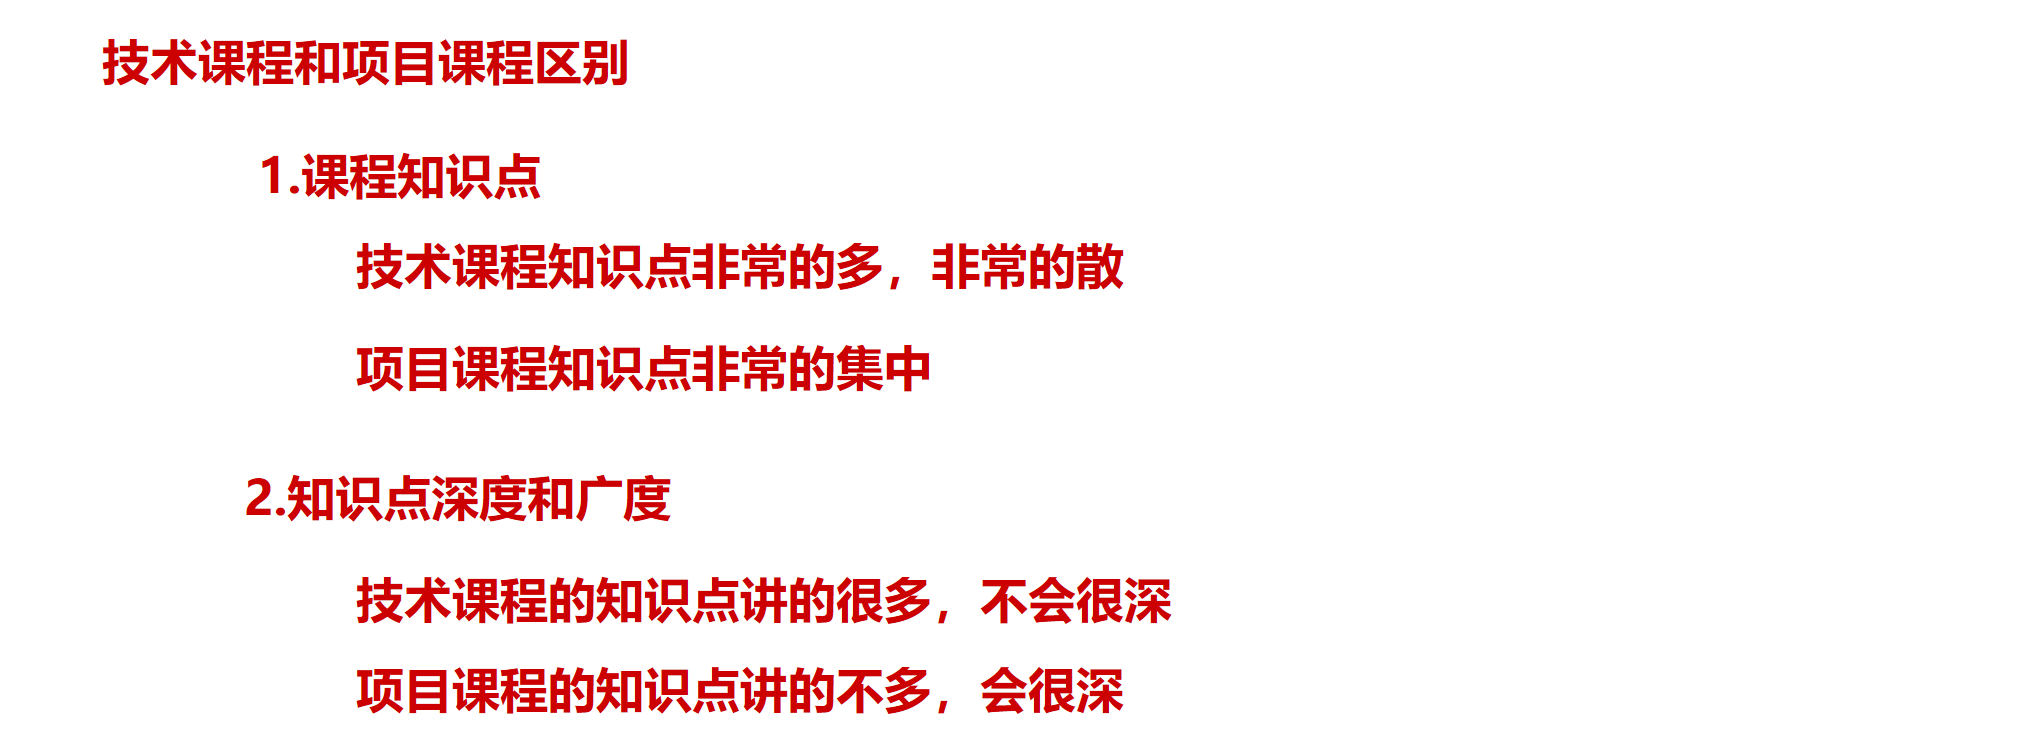 技术课程和项目课程区别
1.课程知识点
技术课程知识点非常的多，非常的散
项目课程知识点非常的集中
2.知识点深度和广度
技术课程的知识点讲的很多，不会很深
项目课程的知识点讲的不多，会很深